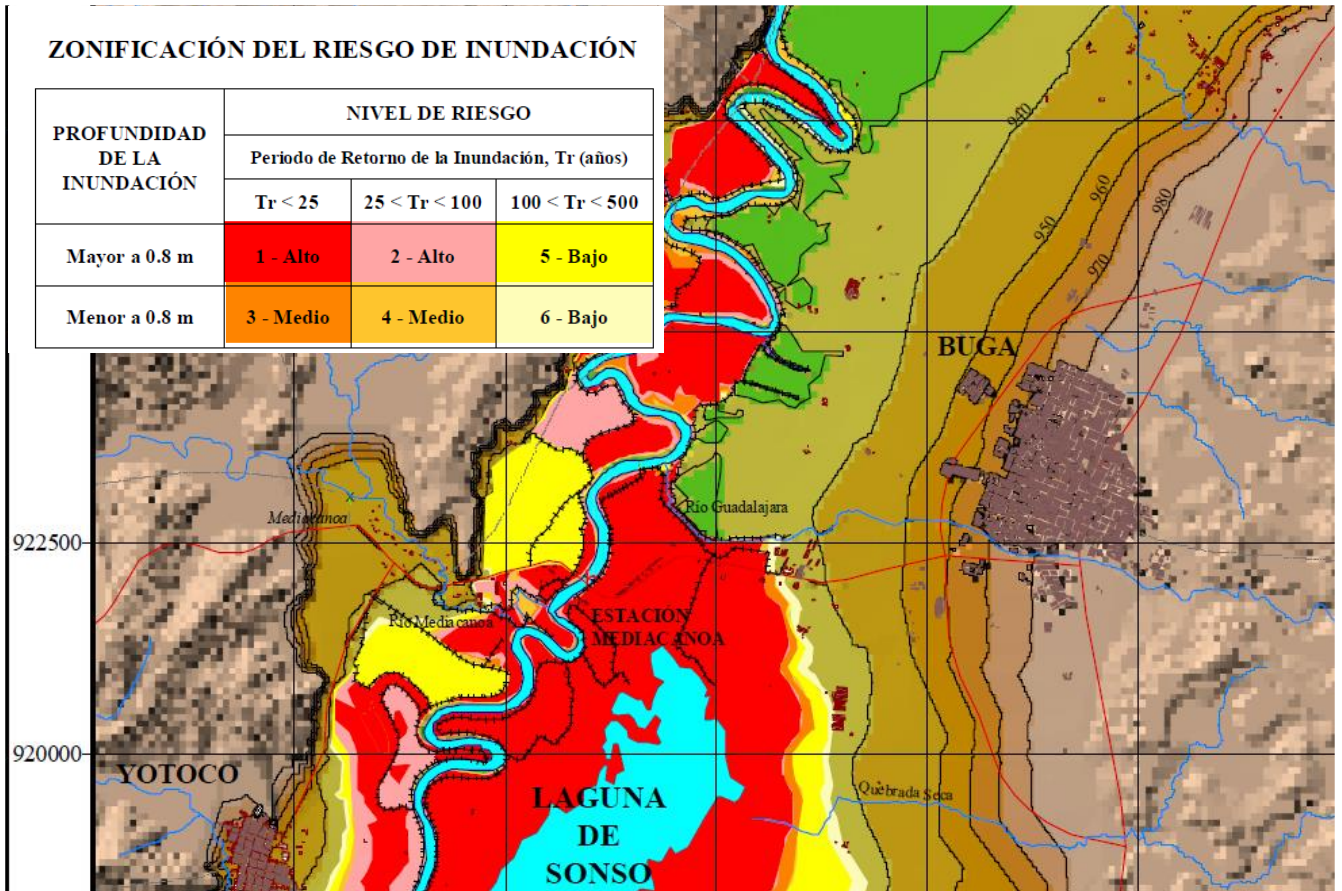 ZONIFICACIÓN DEL RIESGO DE INUNDACIÓN
PROFUNDIDAD
DE LA
INUNDACIÓN
NIVEL DE RIESGO
Periodo de Retorno de la Inundación, Tr (años)
Tr < 25
25 < Tr < 100
100 < Tr < 500
Mayor a 0.8 m
1 - Alto
2 - Alto
5 - Bajo
Menor a 0.8 m
3 - Medio
4 - Medio
6 - Bajo
940
960
980
950
970
BUGA
Río Guadalajara
Mediacanoa
922500
Río Mediacanoa
ESTACIÓN
MEDIACANOA
920000
YOTOCO
Quebrada Seca
LAGUNA
DE
SONSO